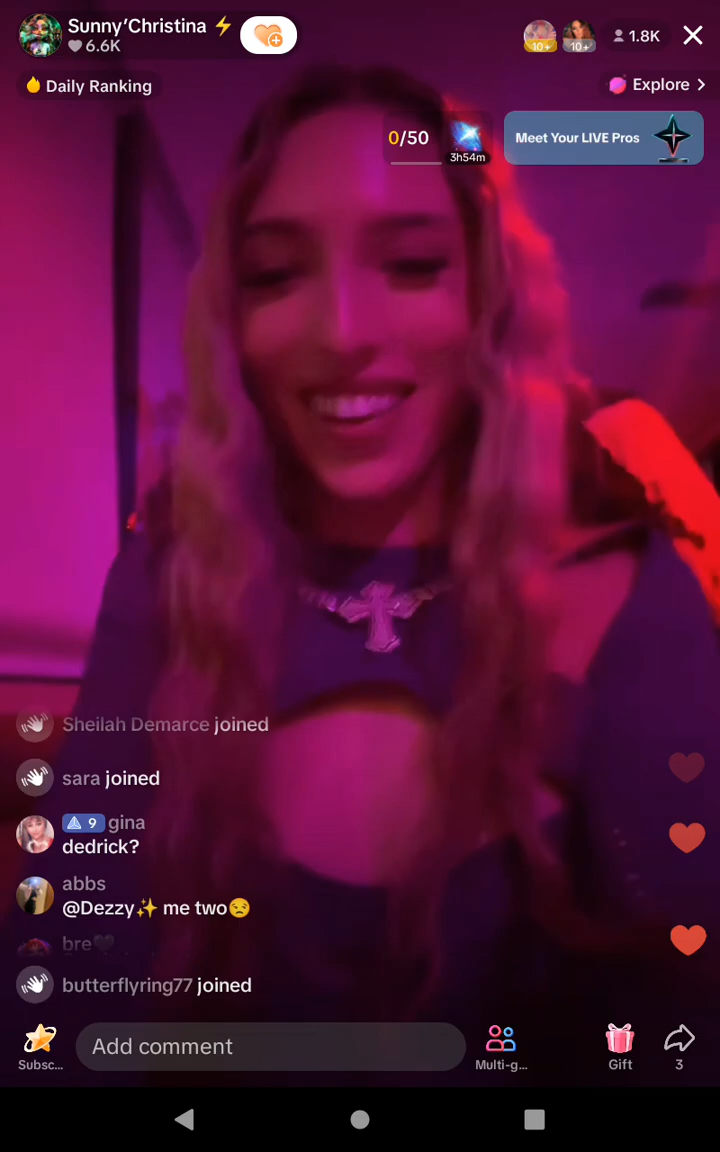 Sunny’Christina ⚡
6.6K
10+
10+
1.8K
Daily Ranking
Explore
0/50
3h54m
Meet Your LIVE Pros
Sheilah Demarce joined
sara joined
9 gina
dedrick?
abbs
@Dezzy✨ me two😒
bre🖤
butterflyring77 joined
Add comment
Subsc...
Multi-g...
Gift
3